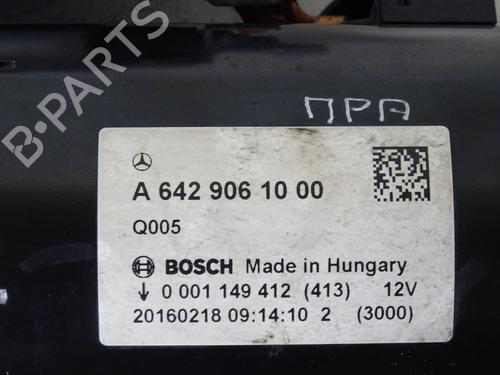 B-PARTS
ПРА
A 642 906 10 00
Q005
BOSCH Made in Hungary
0 001 149 412 (413) 12V
20160218 09:14:10 2 (3000)